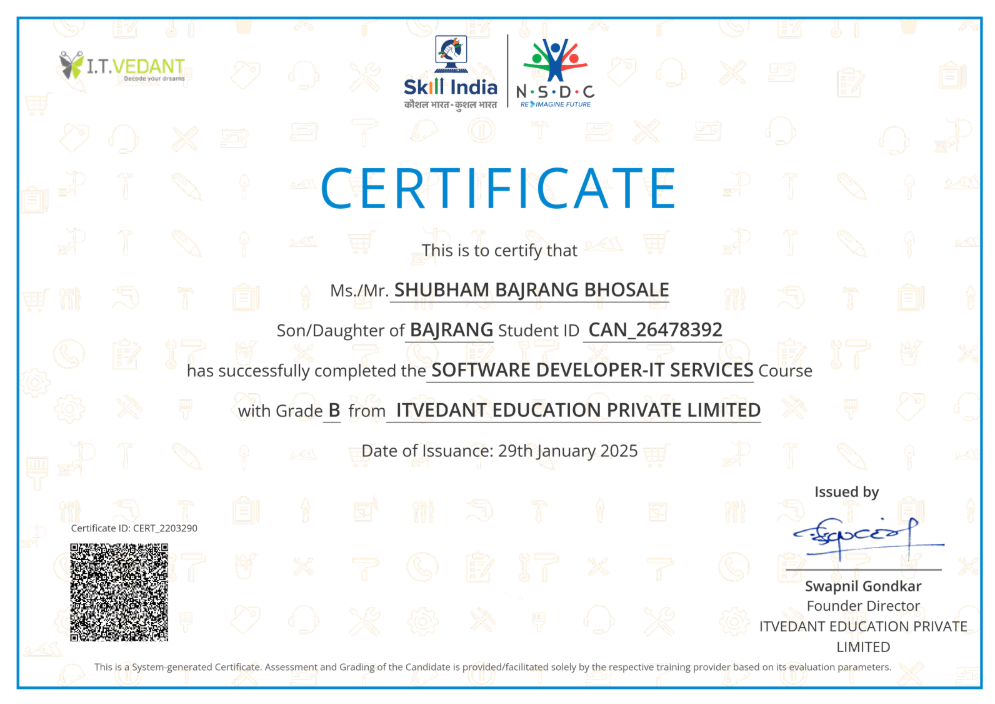 I.T.VEDANT
Decode your dreams
Skill India
कौशल भारत - कुशल भारत
N·S·D·C
RE IMAGINE FUTURE
CERTIFICATE
This is to certify that
Ms./Mr. SHUBHAM BAJRANG BHOSALE
Son/Daughter of BAJRANG Student ID CAN_26478392
has successfully completed the SOFTWARE DEVELOPER-IT SERVICES Course
with Grade B from ITVEDANT EDUCATION PRIVATE LIMITED
Date of Issuance: 29th January 2025
Issued by
Certificate ID: CERT_2203290
Swapnil Gondkar
Founder Director
ITVEDANT EDUCATION PRIVATE
LIMITED
This is a System-generated Certificate. Assessment and Grading of the Candidate is provided/facilitated solely by the respective training provider based on its evaluation parameters.